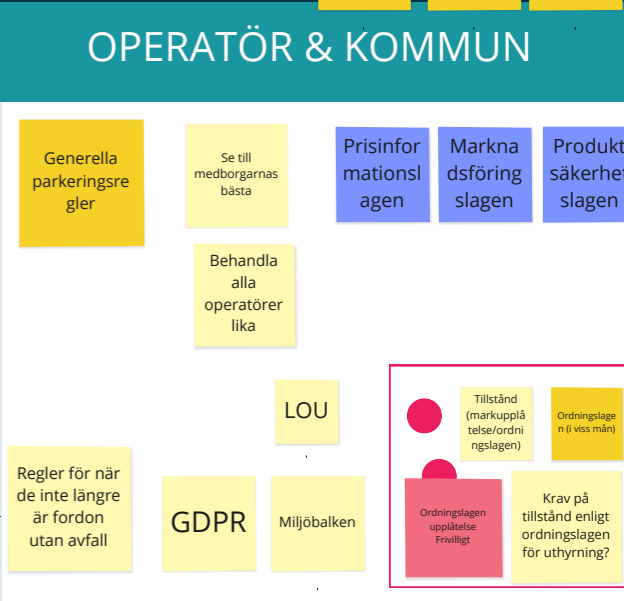 OPERATÖR & KOMMUN
Generella
parkeringsre
gler
Se till
medborgarnas
bästa
Prisinfor
mationsl
agen
Markna
dsföring
slagen
Produkt
säkerhet
slagen
Behandla
alla
operatörer
lika
LOU
Tillstånd
(markupplå
telse/ordni
ngslagen)
Ordningslage
n (i viss mån)
Regler för när
de inte längre
är fordon
utan avfall
GDPR
Miljöbalken
Ordningslagen
upplåtelse
Frivilligt
Krav på
tillstånd enligt
ordningslagen
för uthyrning?